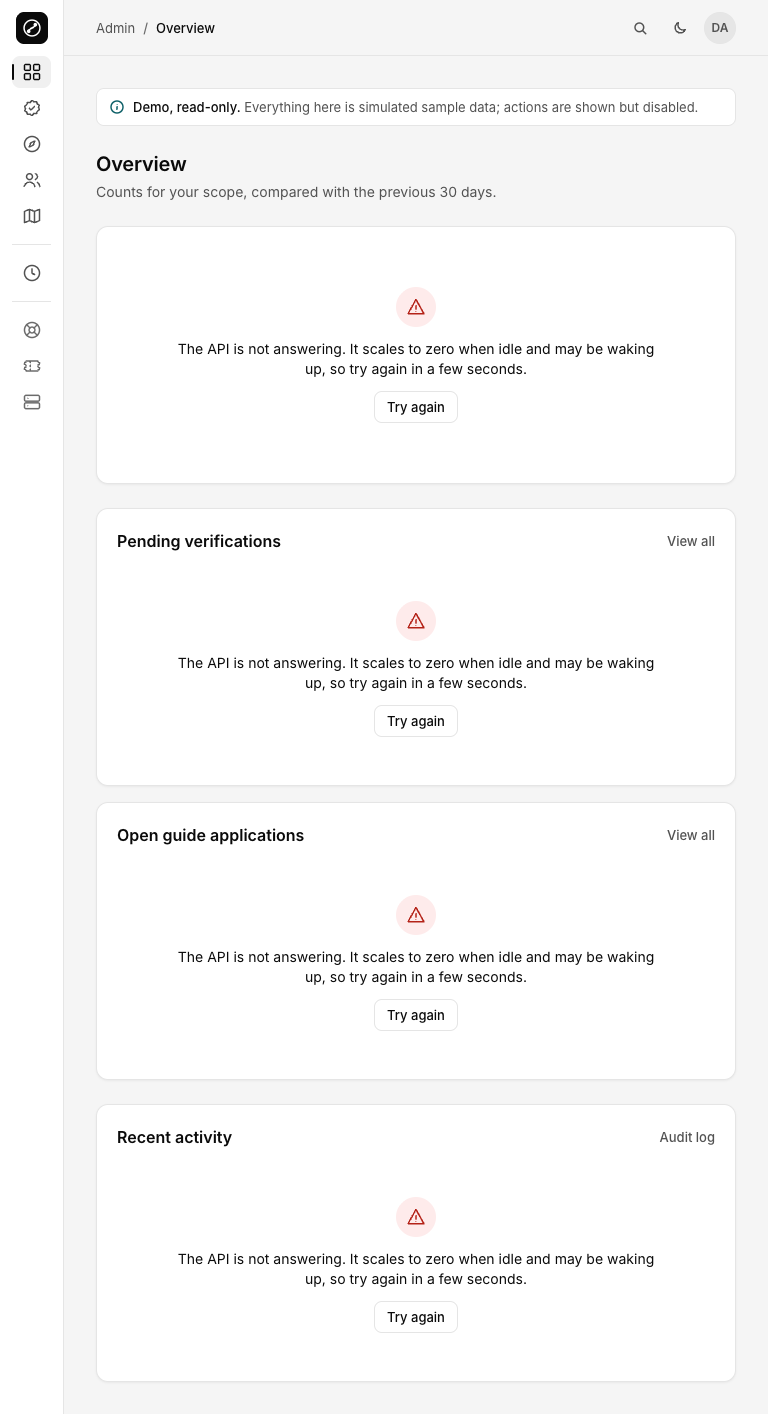 Admin / Overview
DA
Demo, read-only. Everything here is simulated sample data; actions are shown but disabled.
Overview
Counts for your scope, compared with the previous 30 days.
The API is not answering. It scales to zero when idle and may be waking
up, so try again in a few seconds.
Try again
Pending verifications
View all
The API is not answering. It scales to zero when idle and may be waking
up, so try again in a few seconds.
Try again
Open guide applications
View all
The API is not answering. It scales to zero when idle and may be waking
up, so try again in a few seconds.
Try again
Recent activity
Audit log
The API is not answering. It scales to zero when idle and may be waking
up, so try again in a few seconds.
Try again